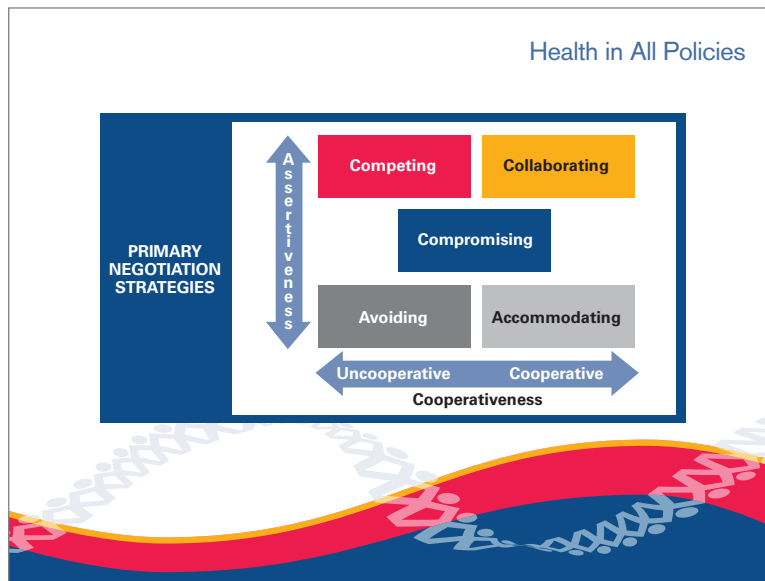 Health in All Policies
PRIMARY
NEGOTIATION
STRATEGIES
Assertiveness
Competing
Collaborating
Compromising
Avoiding
Accommodating
Uncooperative
Cooperative
Cooperativeness